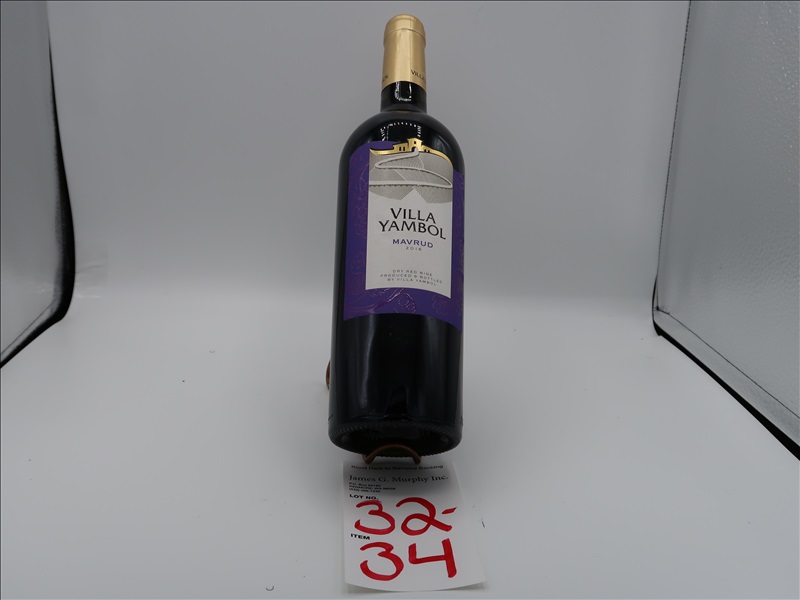 VILLA
VILLA
YAMBOL
MAVRUD
2016
DRY RED WINE
PRODUCED & BOTTLED
BY VILLA YAMBOL
James G. Murphy Inc.
LOT NO.
32-
ITEM
34